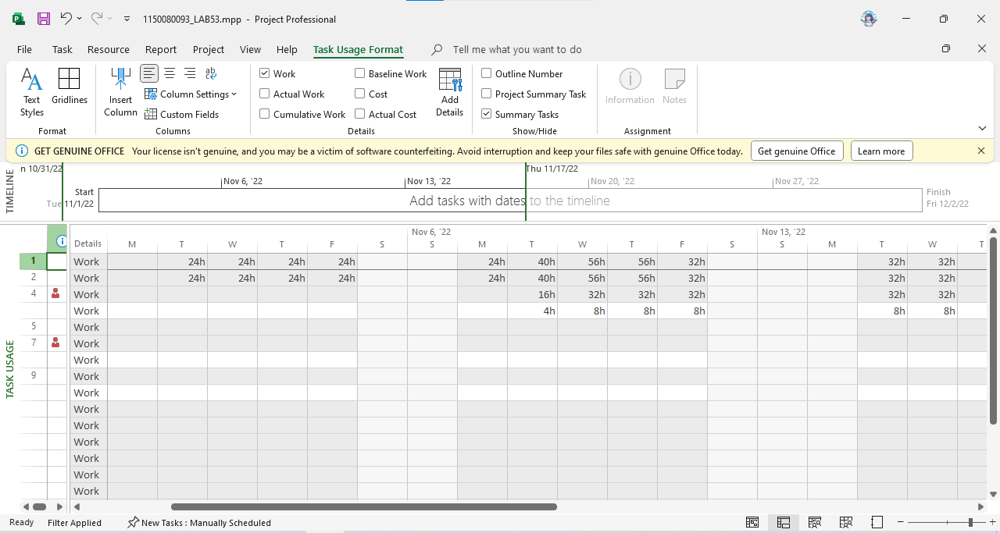 1150080093_LAB53.mpp - Project Professional
File Task Resource Report Project View Help Task Usage Format Tell me what you want to do
Text Styles
Gridlines
Format
Insert Column
Column Settings
Custom Fields
Columns
Work
Actual Work
Cumulative Work
Baseline Work
Cost
Actual Cost
Add Details
Details
Outline Number
Project Summary Task
Summary Tasks
Show/Hide
Information
Notes
Assignment
GET GENUINE OFFICE Your license isn't genuine, and you may be a victim of software counterfeiting. Avoid interruption and keep your files safe with genuine Office today. Get genuine Office Learn more
TIMELINE
n 10/31/22 Thu 11/17/22
Nov 6, '22 Nov 13, '22 Nov 20, '22 Nov 27, '22
Start
Tue 11/1/22
Add tasks with dates to the timeline
Finish
Fri 12/2/22
TASK USAGE
Nov 6, '22 Nov 13, '22
Details M T W T F S S M T W T F S S M T W T
1 Work 24h 24h 24h 24h 24h 40h 56h 56h 32h 32h 32h
2 Work 24h 24h 24h 24h 24h 40h 56h 56h 32h 32h 32h
4 Work 16h 32h 32h 32h 32h 32h
Work 4h 8h 8h 8h 8h 8h
5 Work
7 Work
Work
9 Work
Work
Work
Work
Work
Work
Work
Work
Ready Filter Applied New Tasks : Manually Scheduled